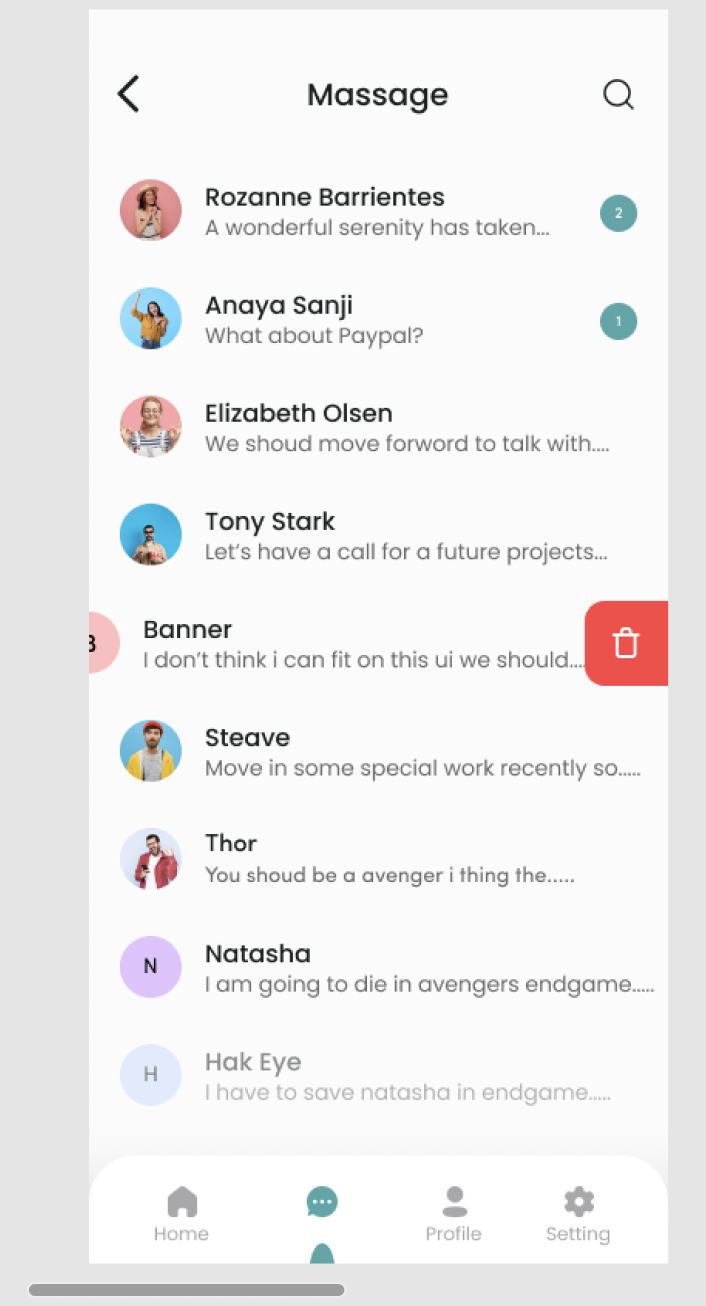 Massage
Rozanne Barrientes
A wonderful serenity has taken...
2
Anaya Sanji
What about Paypal?
1
Elizabeth Olsen
We shoud move forword to talk with....
Tony Stark
Let's have a call for a future projects...
B
Banner
I don't think i can fit on this ui we should....
Steave
Move in some special work recently so.....
Thor
You shoud be a avenger i thing the.....
N
Natasha
I am going to die in avengers endgame.....
H
Hak Eye
I have to save natasha in endgame.....
Home
Profile
Setting